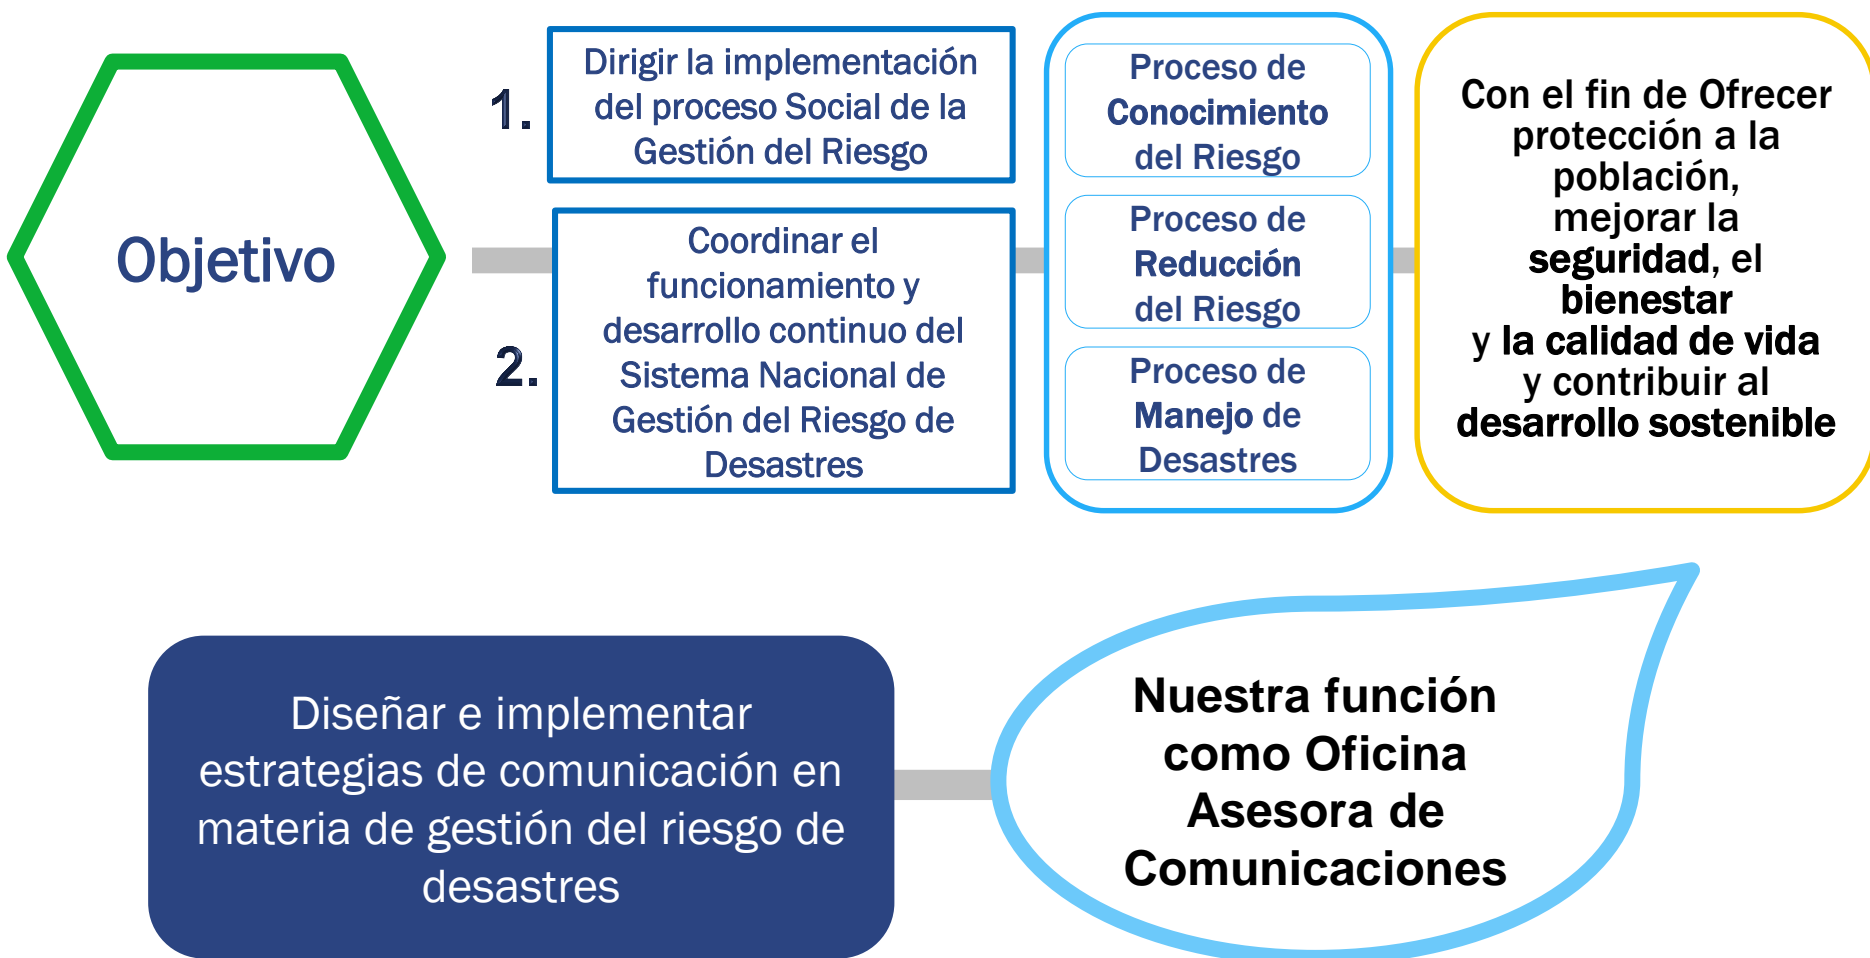 Objetivo
1.
Dirigir la implementación
del proceso Social de la
Gestión del Riesgo
2.
Coordinar el
funcionamiento y
desarrollo continuo del
Sistema Nacional de
Gestión del Riesgo de
Desastres
Proceso de
Conocimiento
del Riesgo
Proceso de
Reducción
del Riesgo
Proceso de
Manejo de
Desastres
Con el fin de Ofrecer
protección a la
población,
mejorar la
seguridad, el
bienestar
y la calidad de vida
y contribuir al
desarrollo sostenible
Diseñar e implementar
estrategias de comunicación en
materia de gestión del riesgo de
desastres
Nuestra función
como Oficina
Asesora de
Comunicaciones